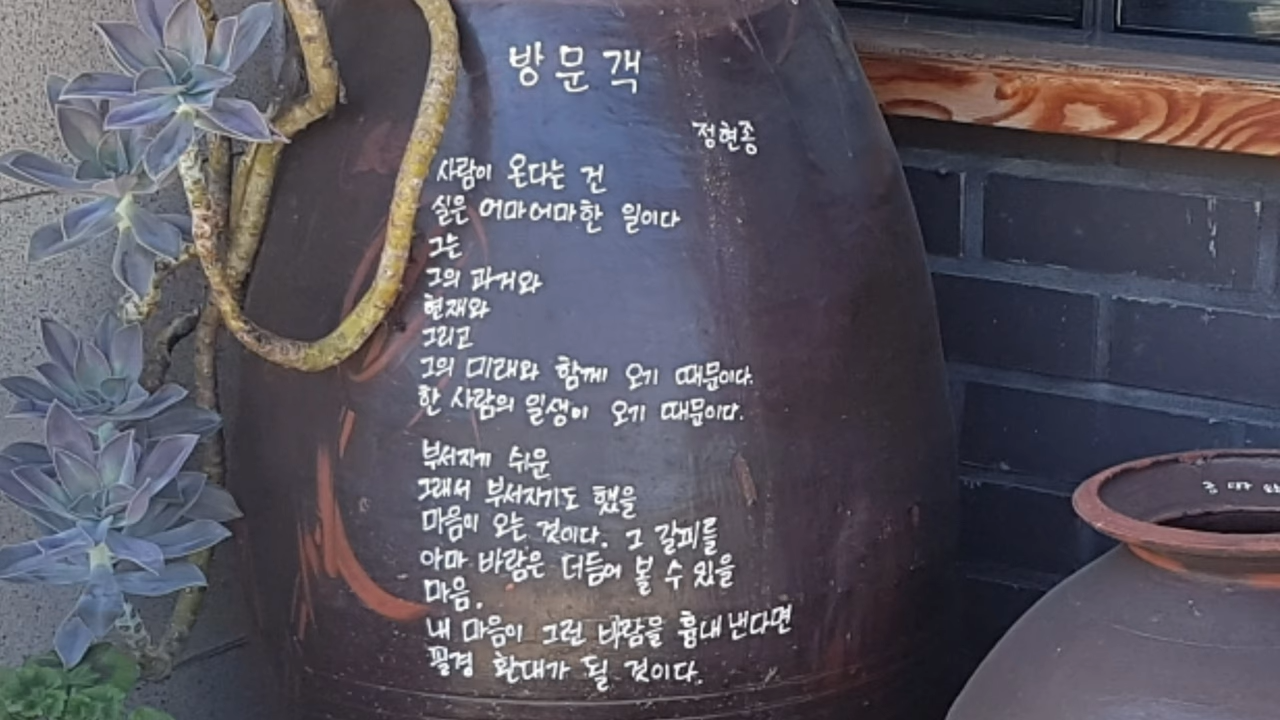 방문객
정현종
사람이 온다는 건
실은 어마어마한 일이다
그는
그의 과거와
현재와
그리고
그의 미래와 함께 오기 때문이다.
한 사람의 일생이 오기 때문이다.
부서지기 쉬운
그래서 부서지기도 했을
마음이 오는 것이다. 그 갈피를
아마 바람은 더듬어 볼 수 있을
마음.
내 마음이 그런 바람을 흉내 낸다면
필경 환대가 될 것이다.